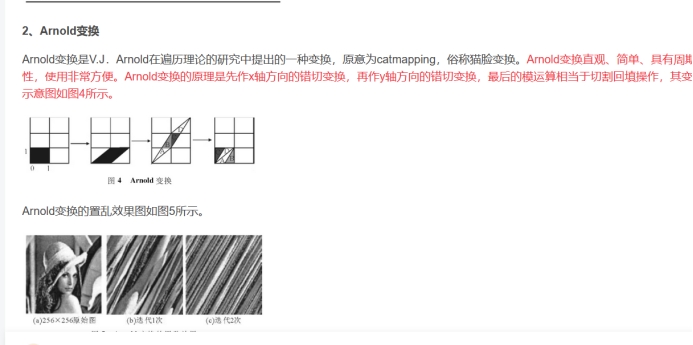 2、Arnold变换
Arnold变换是V.J．Arnold在遍历理论的研究中提出的一种变换，原意为catmapping，俗称猫脸变换。Arnold变换直观、简单、具有周期
性，使用非常方便。Arnold变换的原理是先作x轴方向的错切变换，再作y轴方向的错切变换，最后的模运算相当于切割回填操作，其变
示意图如图4所示。
1
0 1
图 4 Arnold 变换
Arnold变换的置乱效果图如图5所示。
(a)256×256原始图 (b)迭代1次 (c)迭代2次